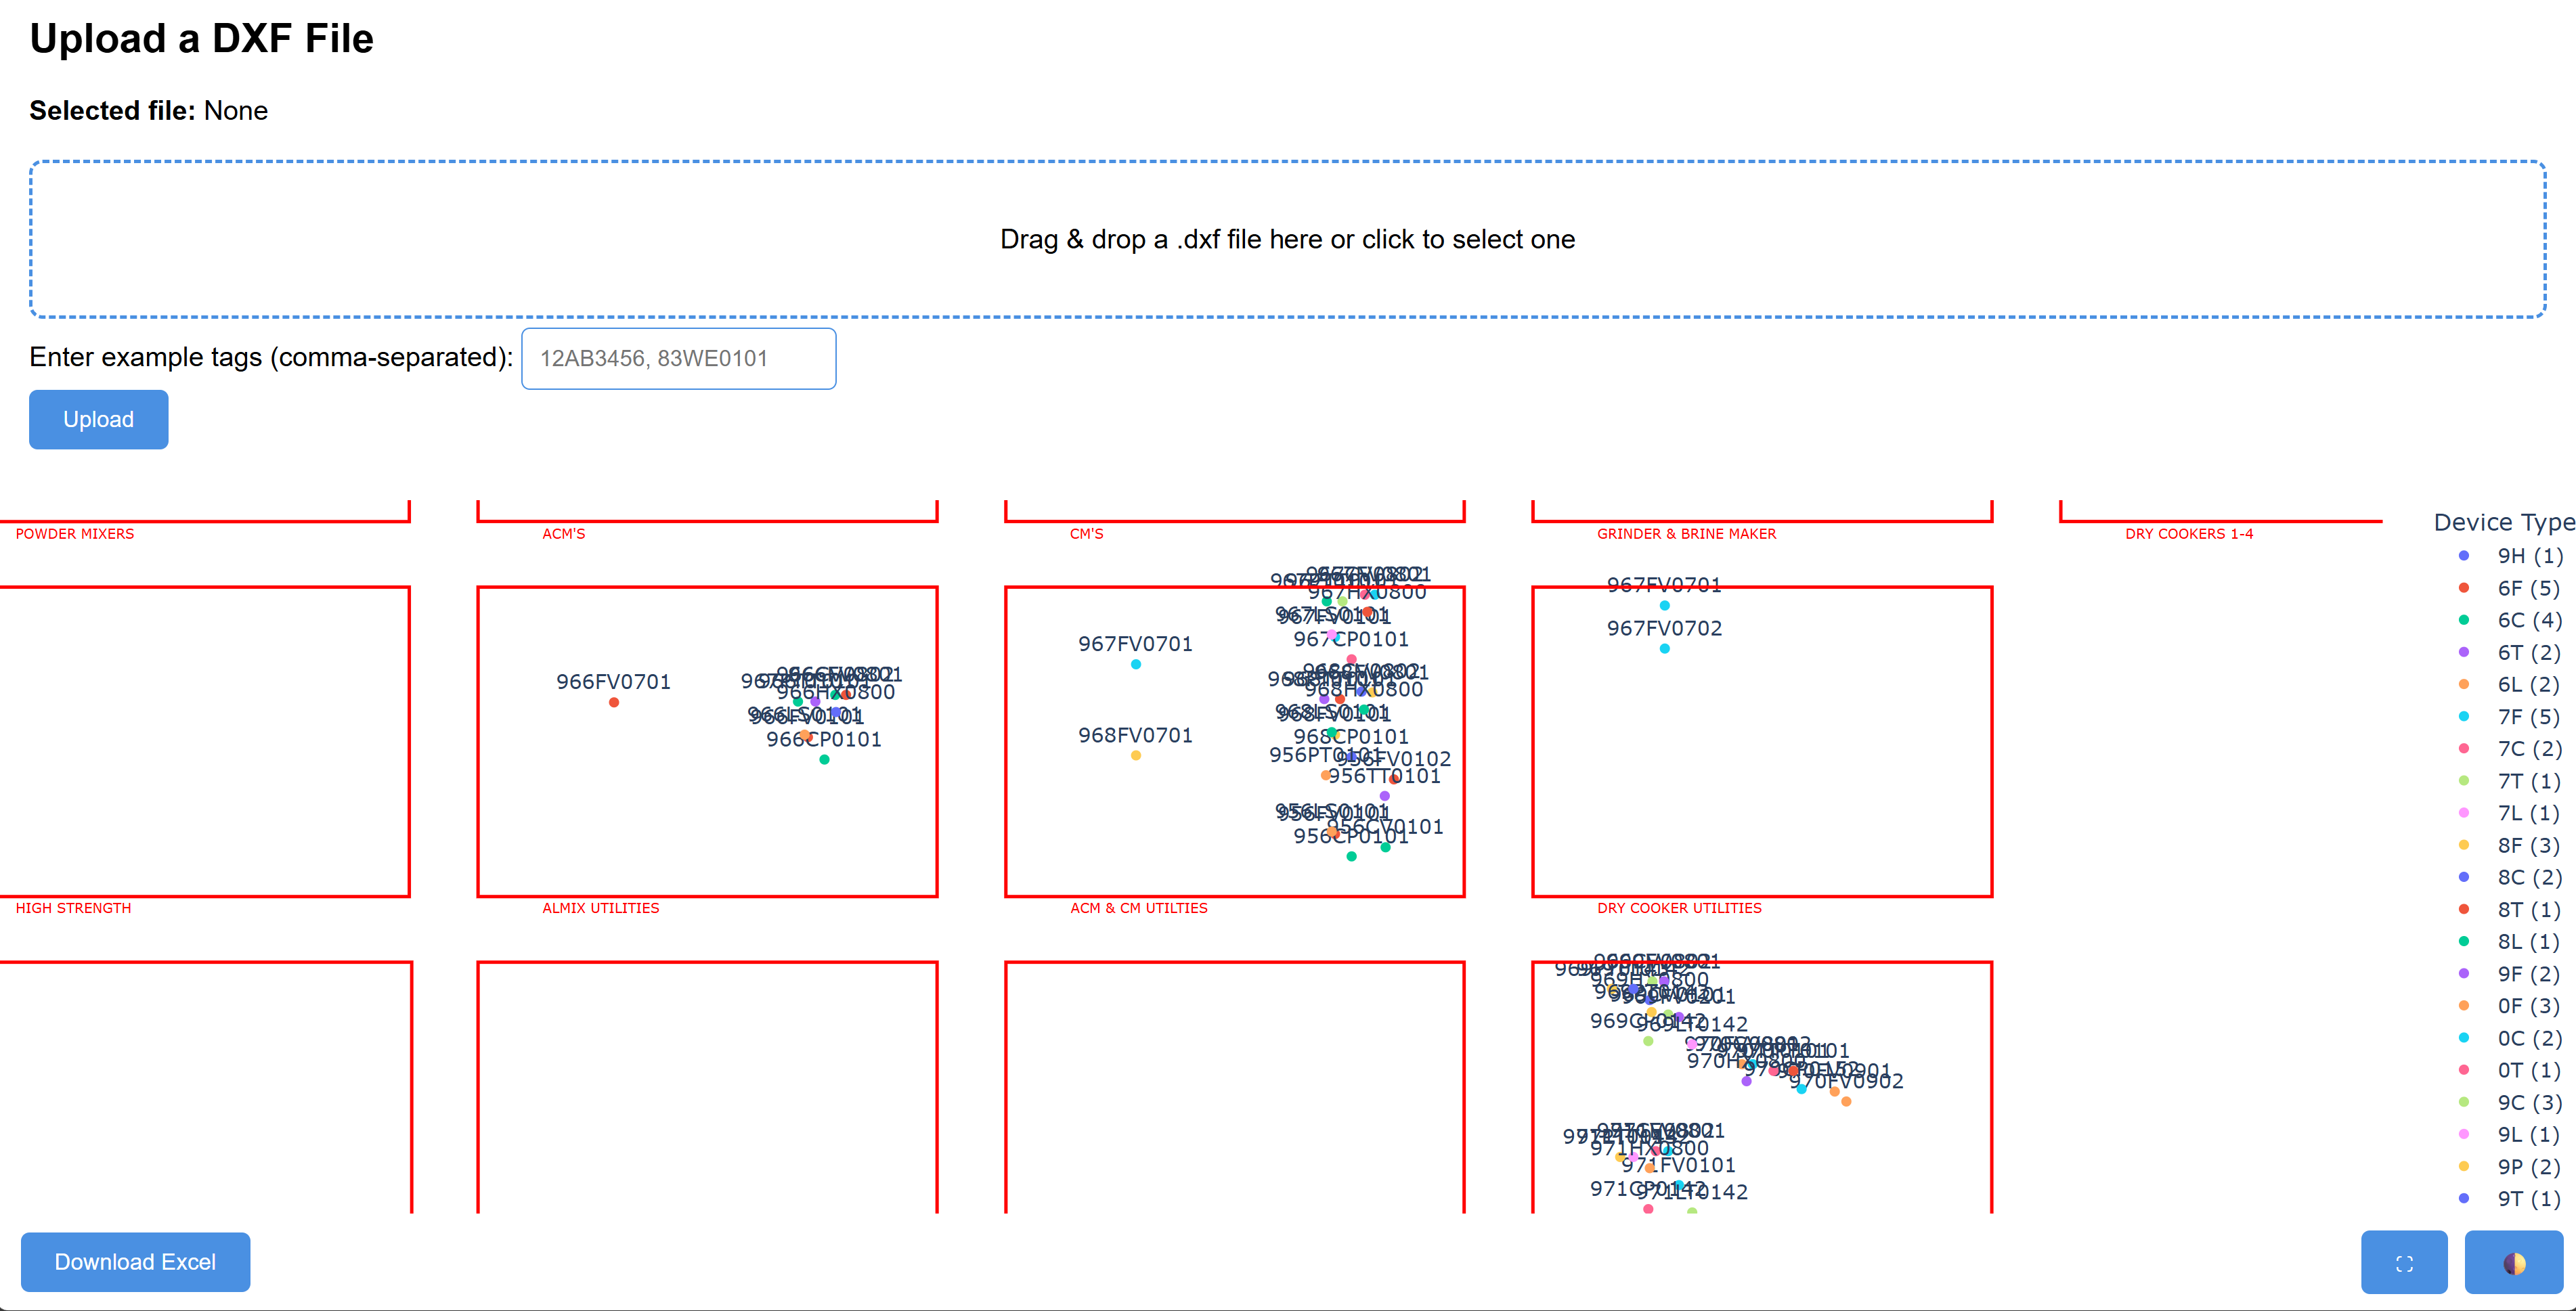 Upload a DXF File
Selected file: None
Drag & drop a .dxf file here or click to select one
Enter example tags (comma-separated): 12AB3456, 83WE0101
Upload
POWDER MIXERS
ACM'S
CM'S
GRINDER & BRINE MAKER
DRY COOKERS 1-4
966FV0701
966HX0800
966CP0101
967FV0701
968FV0701
967HX0800
967CP0101
968HX0800
968CP0101
956PT0101
956FV0102
956TT0101
956CV0101
956CP0101
967FV0701
967FV0702
HIGH STRENGTH
ALMIX UTILITIES
ACM & CM UTILTIES
DRY COOKER UTILITIES
969HX0800
969CP0142
969LT0142
970HX0800
970FV0902
971HX0800
971FV0101
971CP0142
971LT0142
Device Type
9H (1)
6F (5)
6C (4)
6T (2)
6L (2)
7F (5)
7C (2)
7T (1)
7L (1)
8F (3)
8C (2)
8T (1)
8L (1)
9F (2)
0F (3)
0C (2)
0T (1)
9C (3)
9L (1)
9P (2)
9T (1)
Download Excel